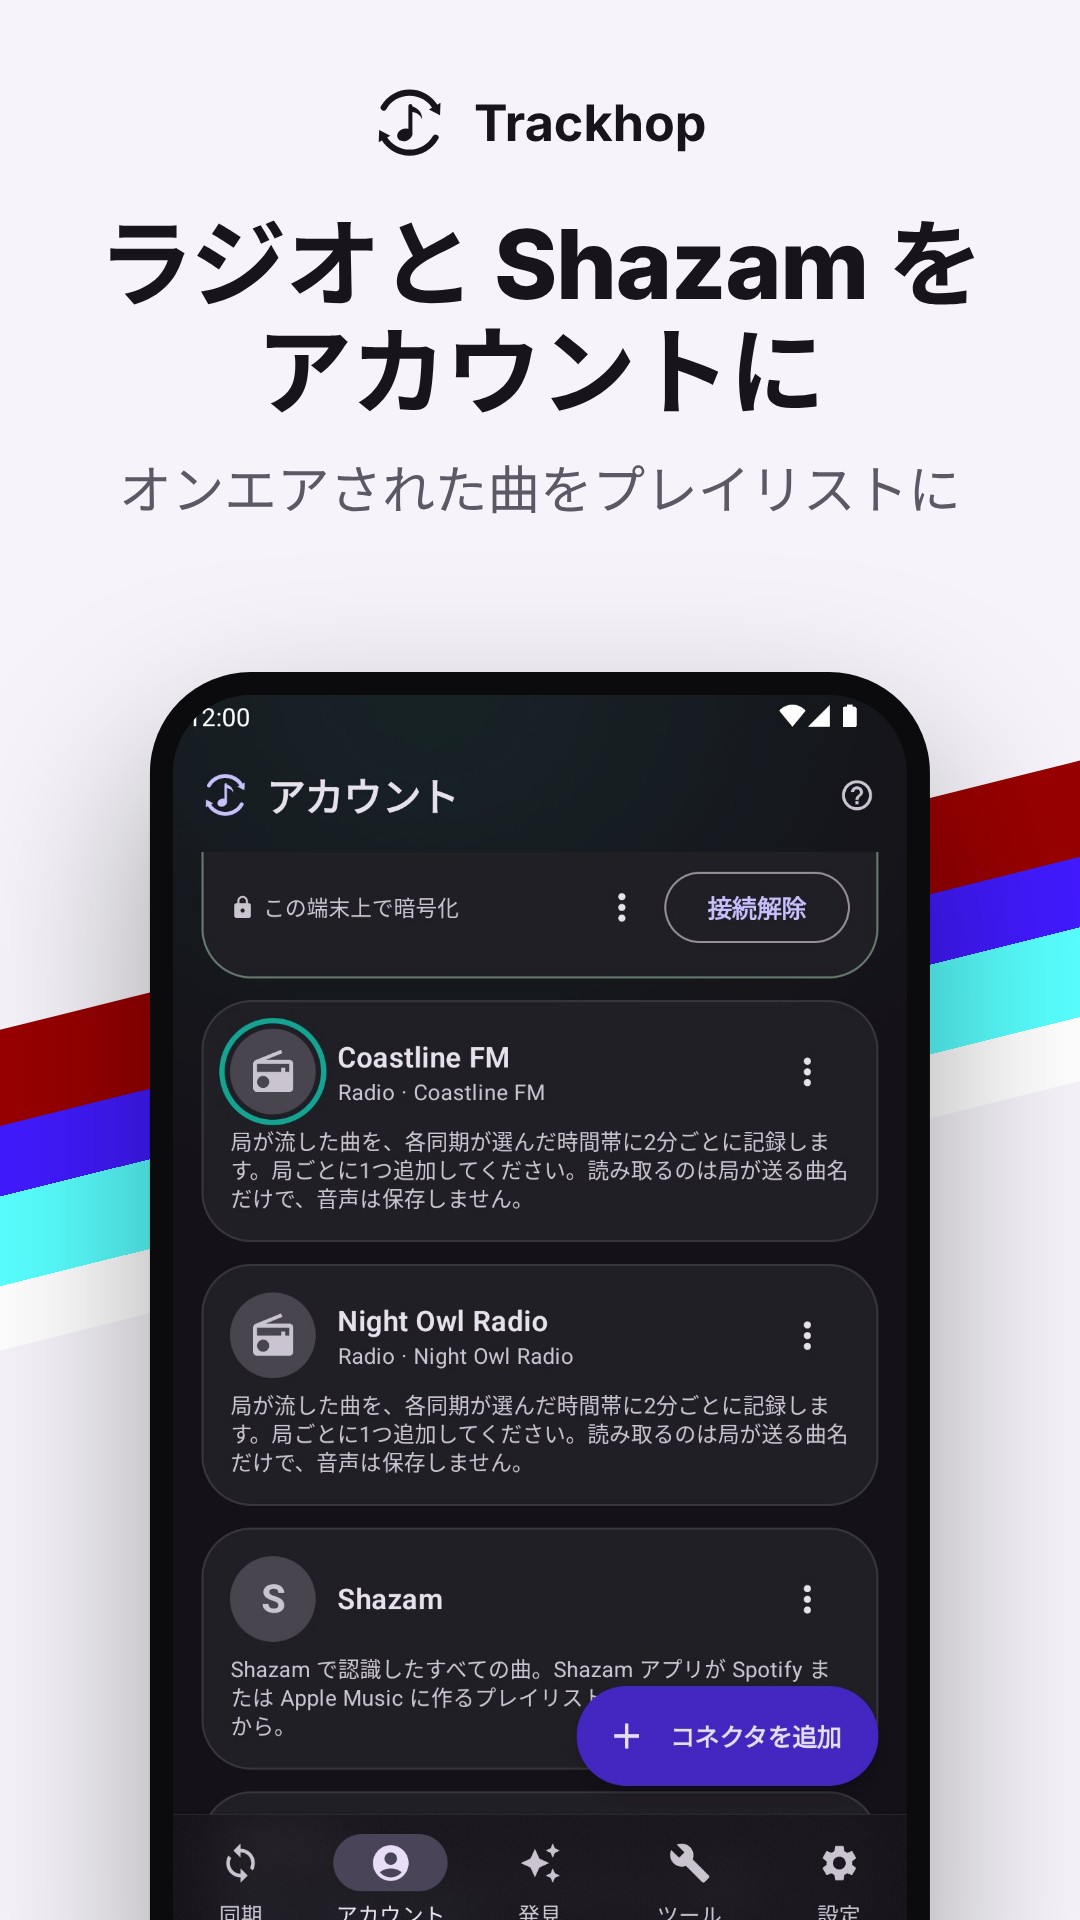 Trackhop
ラジオと Shazam を
アカウントに
オンエアされた曲をプレイリストに
12:00
アカウント
この端末上で暗号化
接続解除
Coastline FM
Radio · Coastline FM
局が流した曲を、各同期が選んだ時間帯に2分ごとに記録しま
す。局ごとに1つ追加してください。読み取るのは局が送る曲名
だけで、音声は保存しません。
Night Owl Radio
Radio · Night Owl Radio
局が流した曲を、各同期が選んだ時間帯に2分ごとに記録しま
す。局ごとに1つ追加してください。読み取るのは局が送る曲名
だけで、音声は保存しません。
S
Shazam
Shazam で認識したすべての曲。Shazam アプリが Spotify ま
たは Apple Music に作るプレイリスト
から。
コネクタを追加
同期
アカウント
発見
ツール
設定